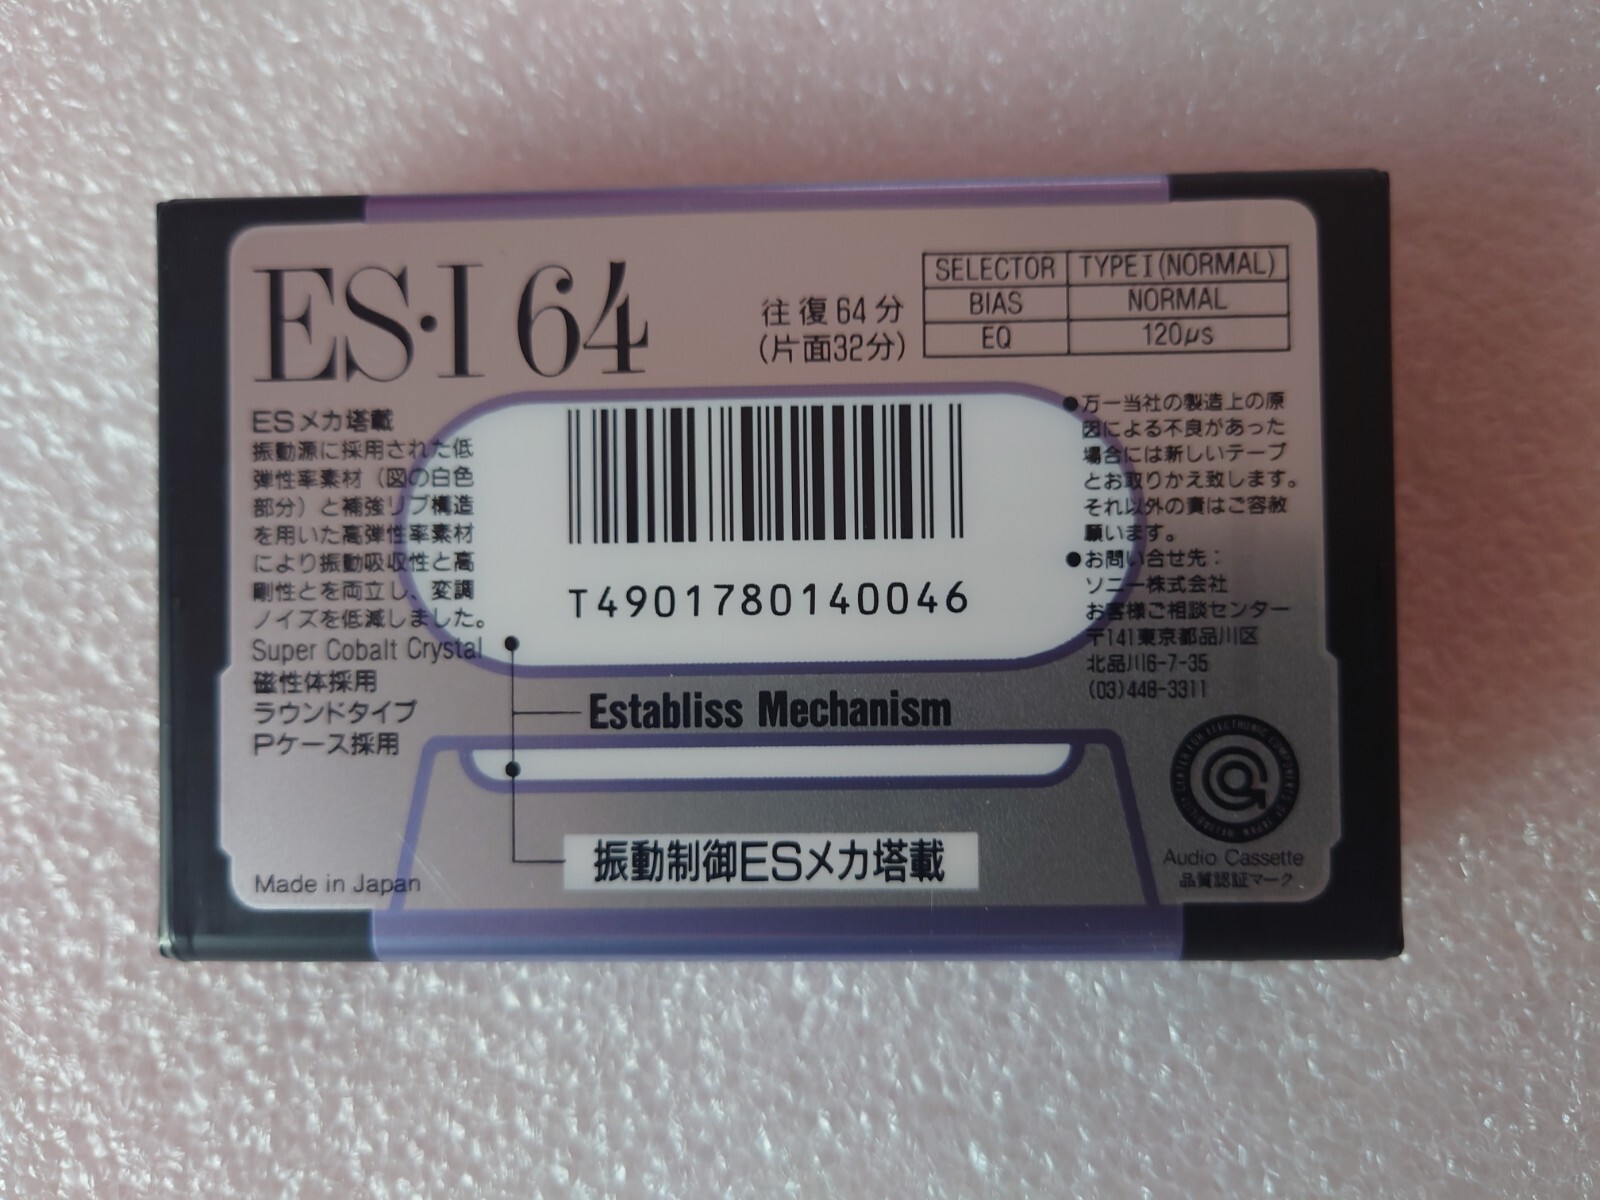 ES・I 64
往復64分
(片面32分)
SELECTOR TYPE I (NORMAL)
BIAS NORMAL
EQ 120μs
ESメカ塔載
振動源に採用された低
弾性率素材（図の白色
部分）と補強リブ構造
を用いた高弾性率素材
により振動吸収性と高
剛性とを両立し、変調
ノイズを低減しました。
Super Cobalt Crystal
磁性体採用
ラウンドタイプ
Pケース採用
Made in Japan
T4901780140046
Establiss Mechanism
振動制御ESメカ塔載
●万一当社の製造上の原
因による不良があった
場合には新しいテープ
とお取りかえ致します。
それ以外の責はご容赦
願います。
●お問い合せ先：
ソニー株式会社
お客様ご相談センター
〒141東京都品川区
北品川6-7-35
(03)448-3311
RELIABILITY CENTER FOR ELECTRONIC COMPONENTS OF JAPAN
Audio Cassette
品質認証マーク